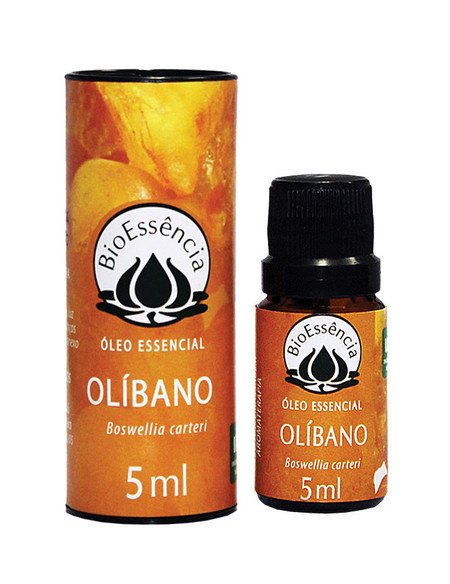 BioEssência
ÓLEO ESSENCIAL
OLÍBANO
Boswellia carteri
5ml
BioEssência
AROMATERAPIA
ÓLEO ESSENCIAL
OLÍBANO
Boswellia carteri
5ml